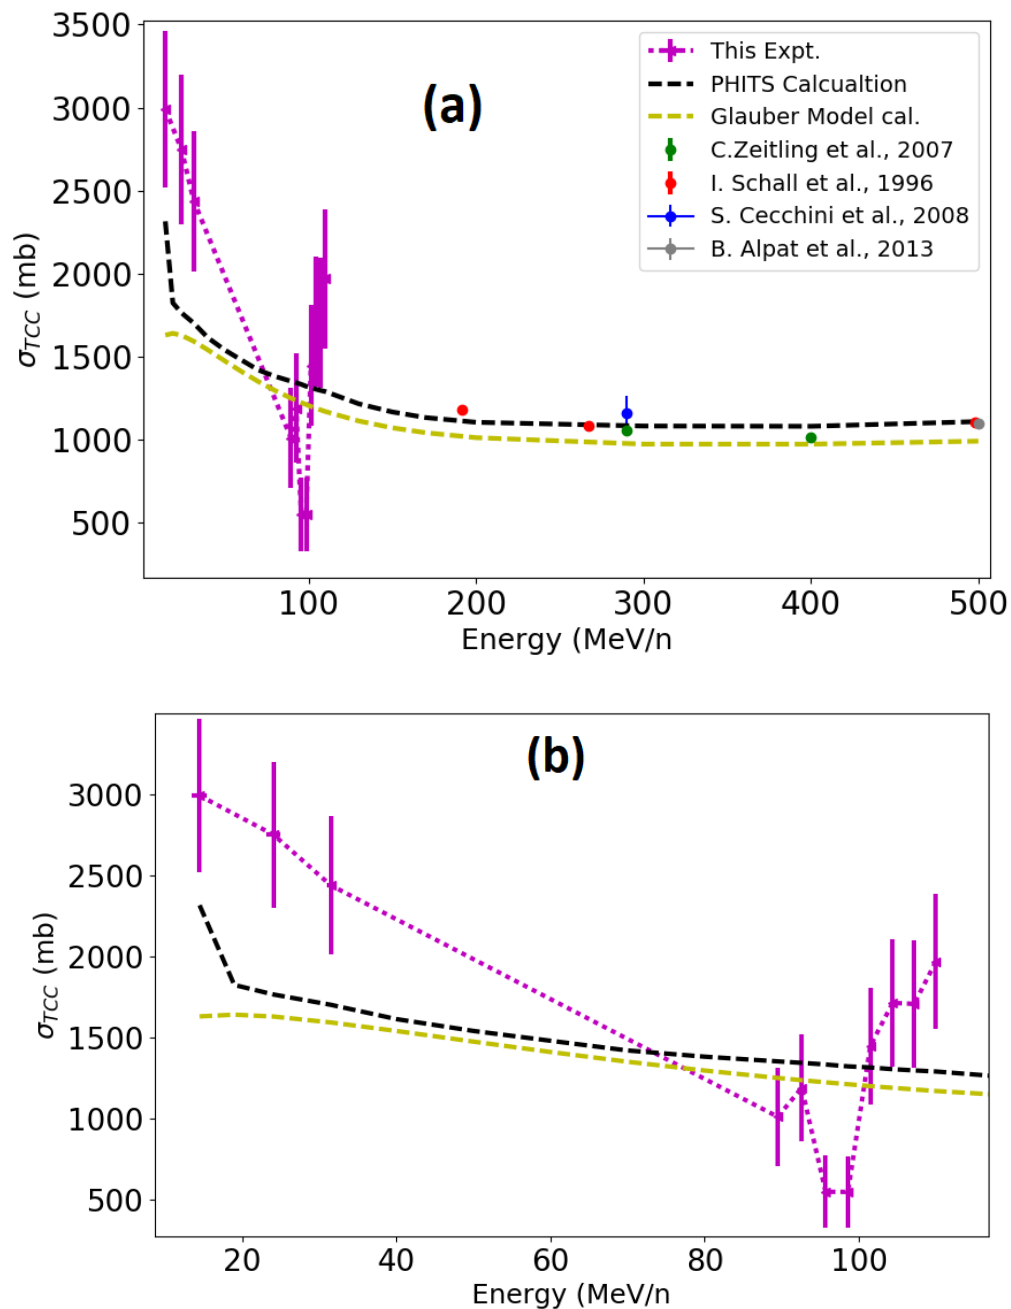 3500
3000
2500
2000
1500
1000
500
σTCC (mb)
(a)
This Expt.
PHITS Calcualtion
Glauber Model cal.
C.Zeitling et al., 2007
I. Schall et al., 1996
S. Cecchini et al., 2008
B. Alpat et al., 2013
100 200 300 400 500
Energy (MeV/n
(b)
3000
2500
2000
1500
1000
500
σTCC (mb)
20 40 60 80 100
Energy (MeV/n